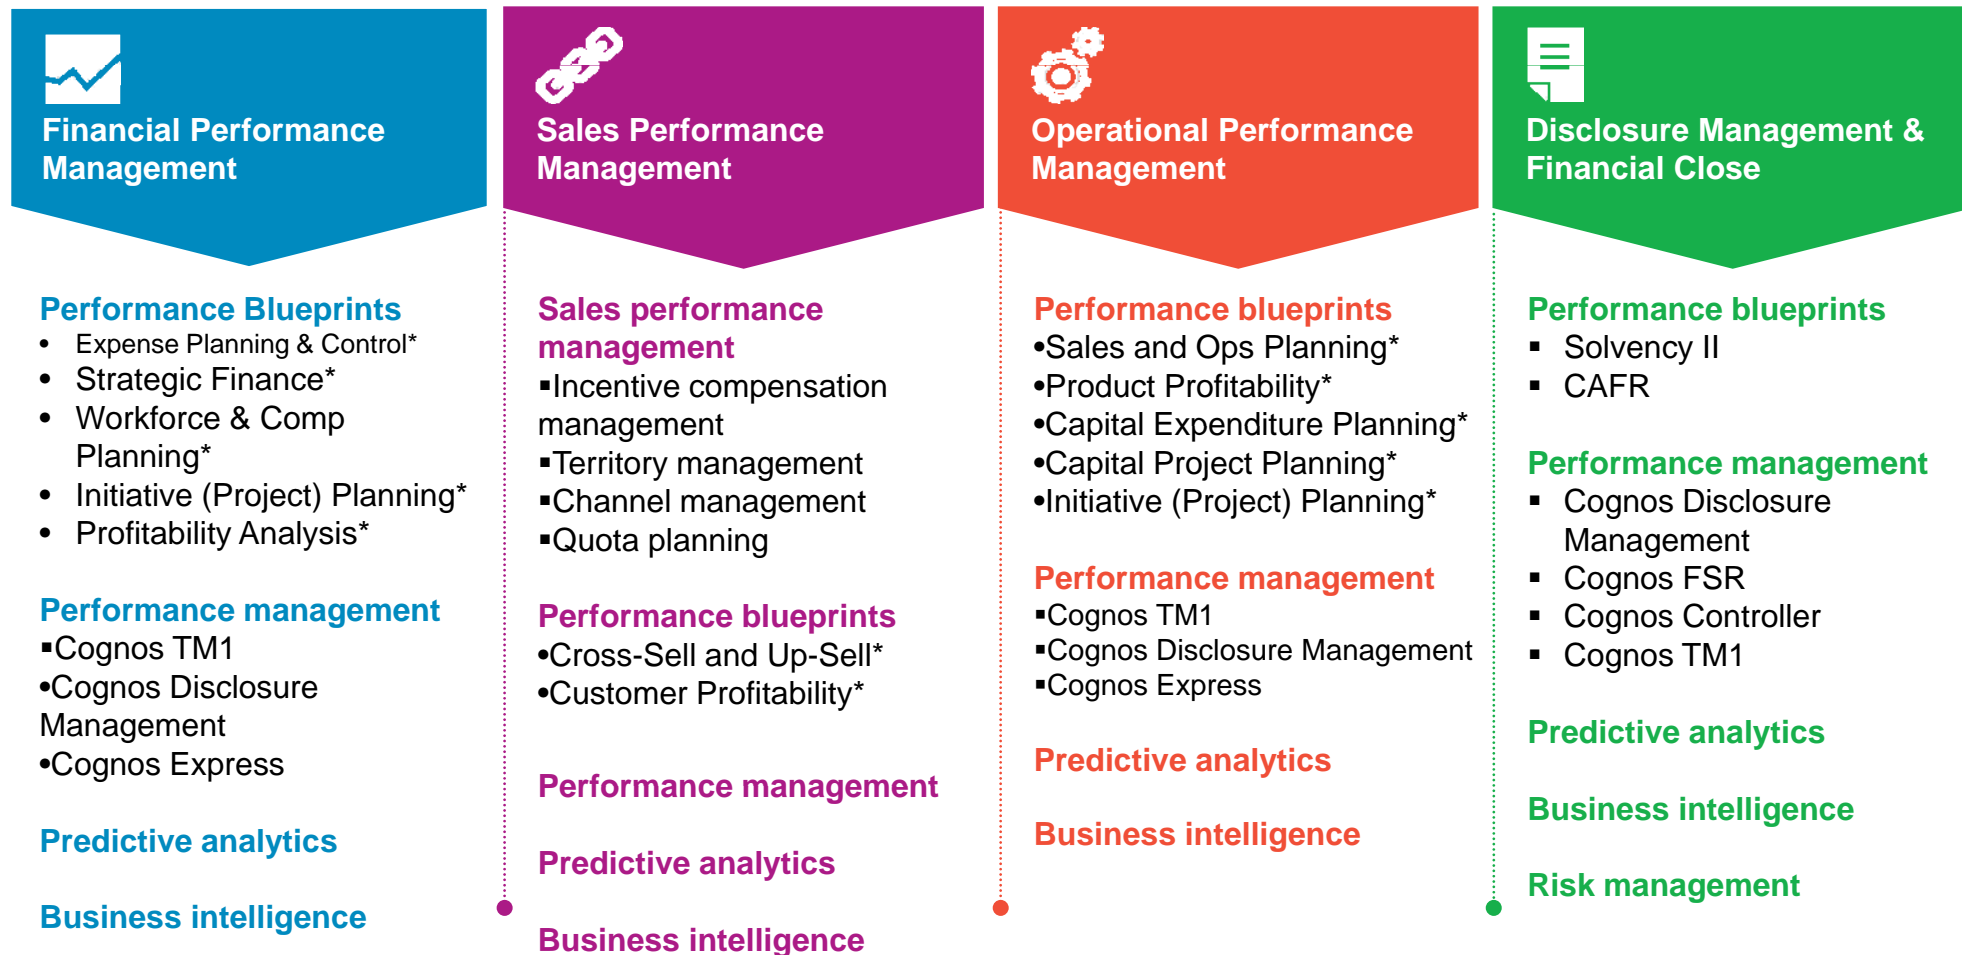 Financial Performance
Management
Performance Blueprints
• Expense Planning & Control*
• Strategic Finance*
• Workforce & Comp
Planning*
• Initiative (Project) Planning*
• Profitability Analysis*
Performance management
▪Cognos TM1
•Cognos Disclosure
Management
•Cognos Express
Predictive analytics
Business intelligence
Sales Performance
Management
Sales performance
management
▪Incentive compensation
management
▪Territory management
▪Channel management
▪Quota planning
Performance blueprints
•Cross-Sell and Up-Sell*
•Customer Profitability*
Performance management
Predictive analytics
Business intelligence
Operational Performance
Management
Performance blueprints
•Sales and Ops Planning*
•Product Profitability*
•Capital Expenditure Planning*
•Capital Project Planning*
•Initiative (Project) Planning*
Performance management
▪Cognos TM1
▪Cognos Disclosure Management
▪Cognos Express
Predictive analytics
Business intelligence
Disclosure Management &
Financial Close
Performance blueprints
▪ Solvency II
▪ CAFR
Performance management
▪ Cognos Disclosure
Management
▪ Cognos FSR
▪ Cognos Controller
▪ Cognos TM1
Predictive analytics
Business intelligence
Risk management